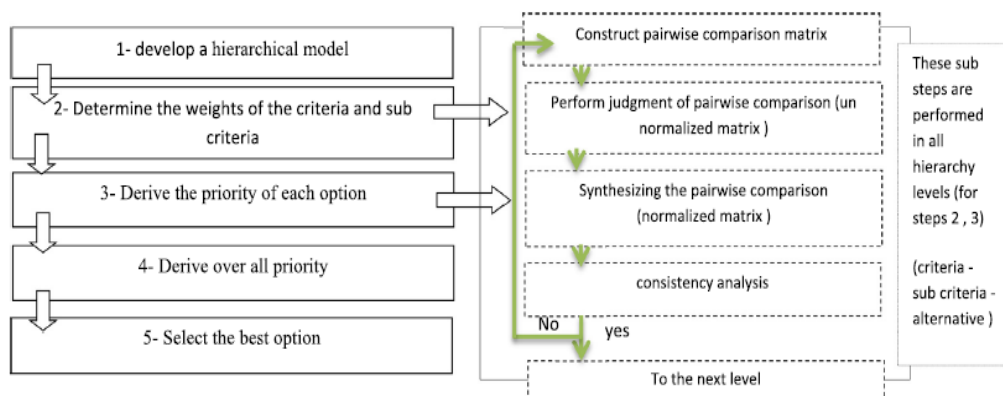 1- develop a hierarchical model
2- Determine the weights of the criteria and sub
criteria
3- Derive the priority of each option
4- Derive over all priority
5- Select the best option
Construct pairwise comparison matrix
Perform judgment of pairwise comparison (un
normalized matrix )
Synthesizing the pairwise comparison
(normalized matrix )
consistency analysis
No
yes
To the next level
These sub
steps are
performed
in all
hierarchy
levels (for
steps 2 , 3)
(criteria -
sub criteria -
alternative )